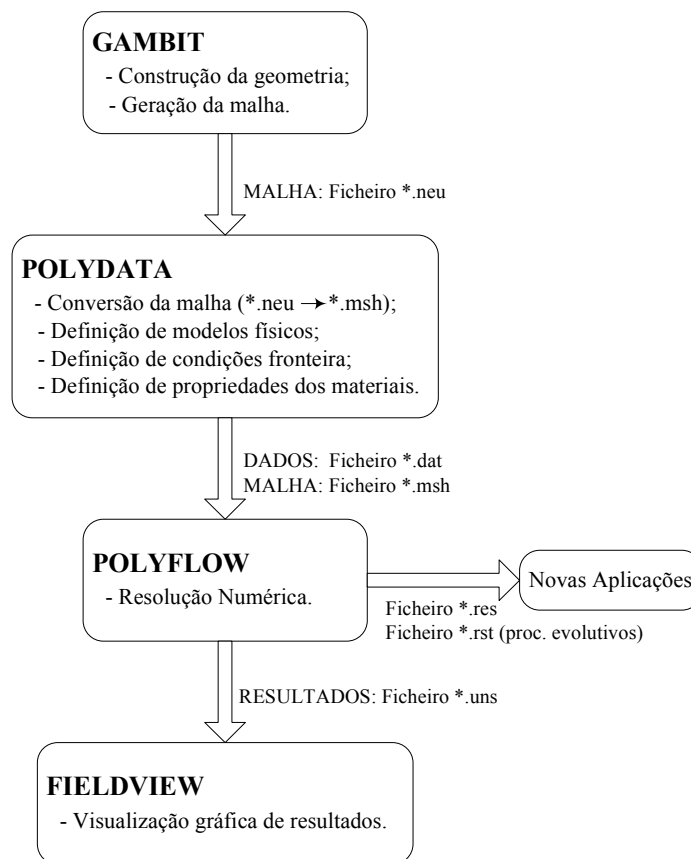 GAMBIT
- Construção da geometria;
- Geração da malha.
MALHA: Ficheiro *.neu
POLYDATA
- Conversão da malha (*.neu → *.msh);
- Definição de modelos físicos;
- Definição de condições fronteira;
- Definição de propriedades dos materiais.
DADOS: Ficheiro *.dat
MALHA: Ficheiro *.msh
POLYFLOW
- Resolução Numérica.
Novas Aplicações
Ficheiro *.res
Ficheiro *.rst (proc. evolutivos)
RESULTADOS: Ficheiro *.uns
FIELDVIEW
- Visualização gráfica de resultados.